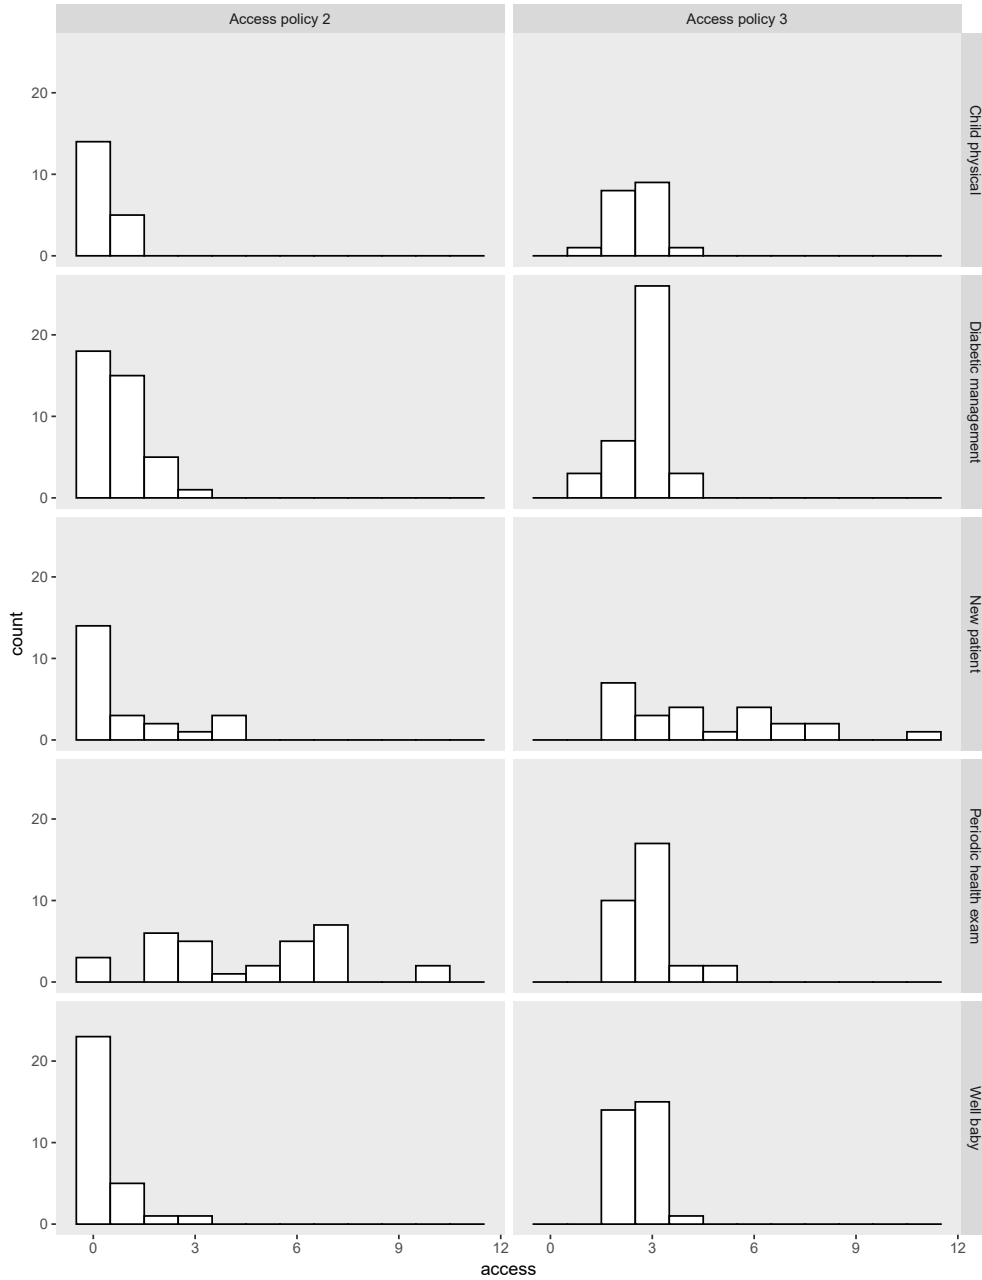 Access policy 2
Access policy 3
20
10
0
Child physical
20
10
0
Diabetic management
count
20
10
0
New patient
20
10
0
Periodic health exam
20
10
0
Well baby
0 3 6 9 12
0 3 6 9 12
access